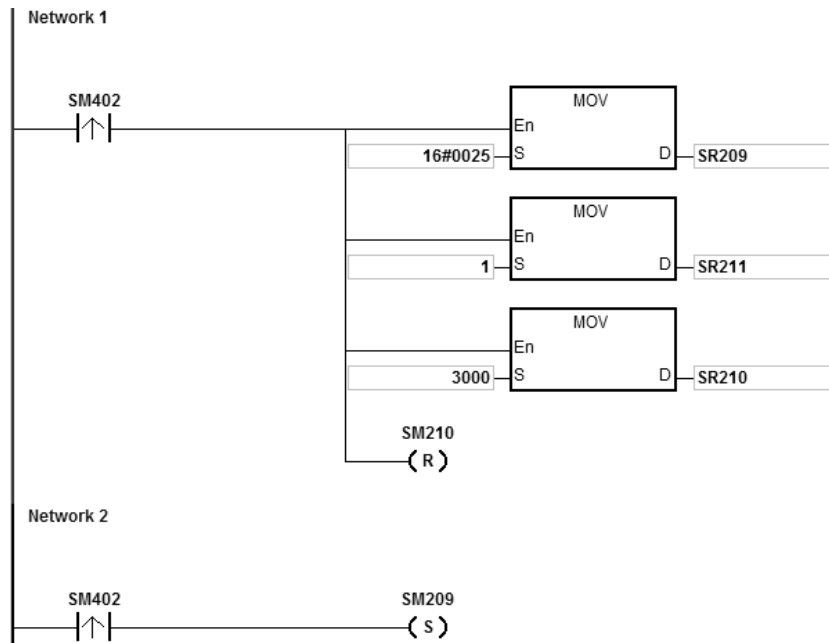 Network 1
SM402
MOV
En
16#0025 S D SR209
MOV
En
1 S D SR211
MOV
En
3000 S D SR210
SM210
R
Network 2
SM402 SM209
S